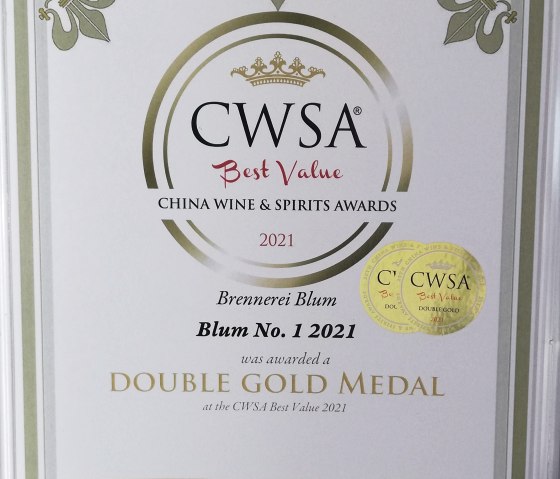 CWSA®
Best Value
CHINA WINE & SPIRITS AWARDS
2021
Brennerei Blum
Blum No. 1 2021
was awarded a
DOUBLE GOLD MEDAL
at the CWSA Best Value 2021
CWSA
Best Value
DOUBLE GOLD
2021